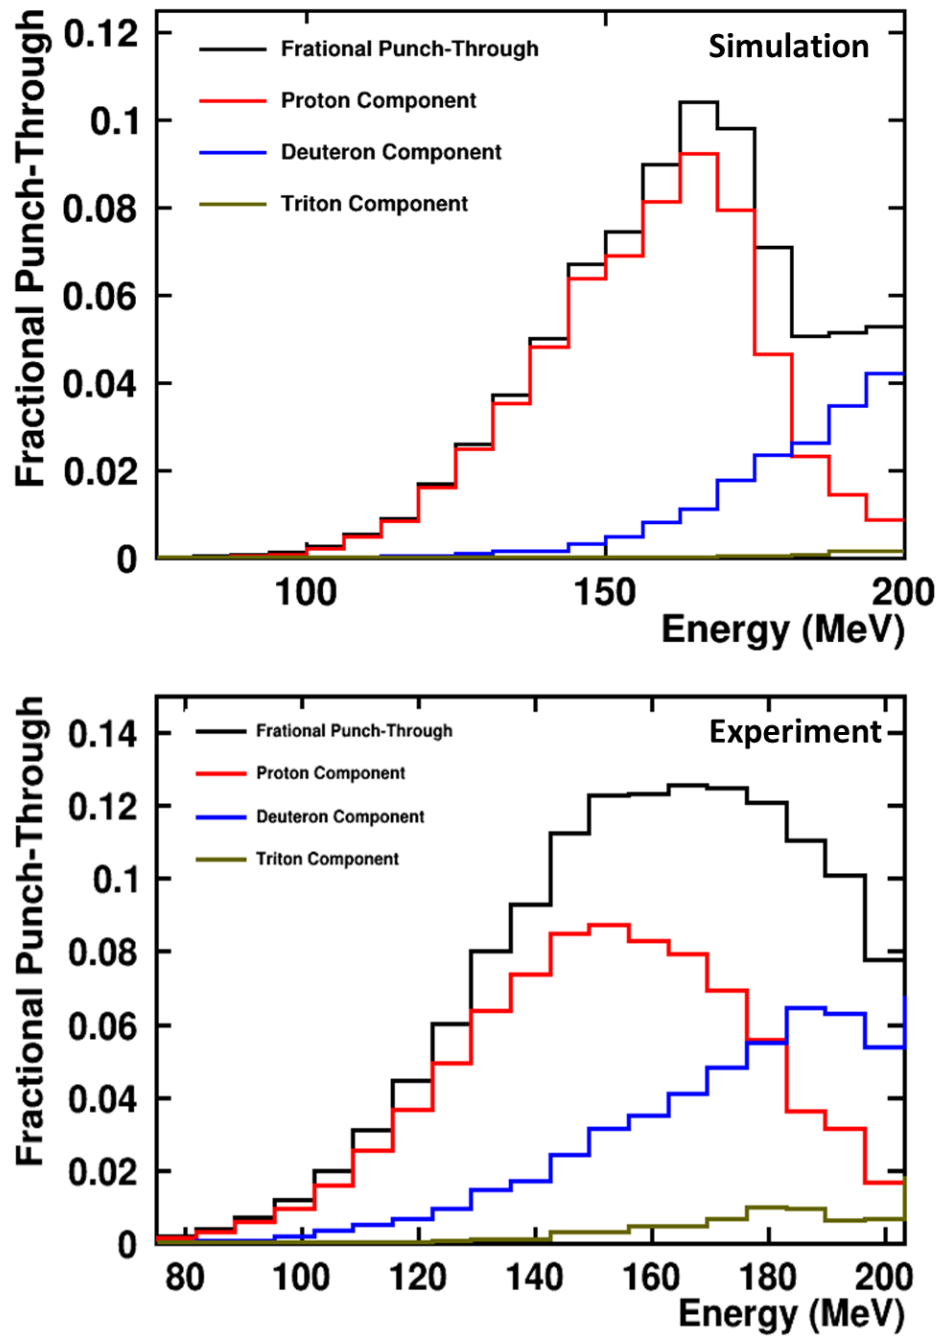 Fractional Punch-Through
0.12
0.1
0.08
0.06
0.04
0.02
0
Frational Punch-Through
Proton Component
Deuteron Component
Triton Component
Simulation
100
150
200
Energy (MeV)
Fractional Punch-Through
0.14
0.12
0.1
0.08
0.06
0.04
0.02
0
Frational Punch-Through
Proton Component
Deuteron Component
Triton Component
Experiment
80
100
120
140
160
180
200
Energy (MeV)